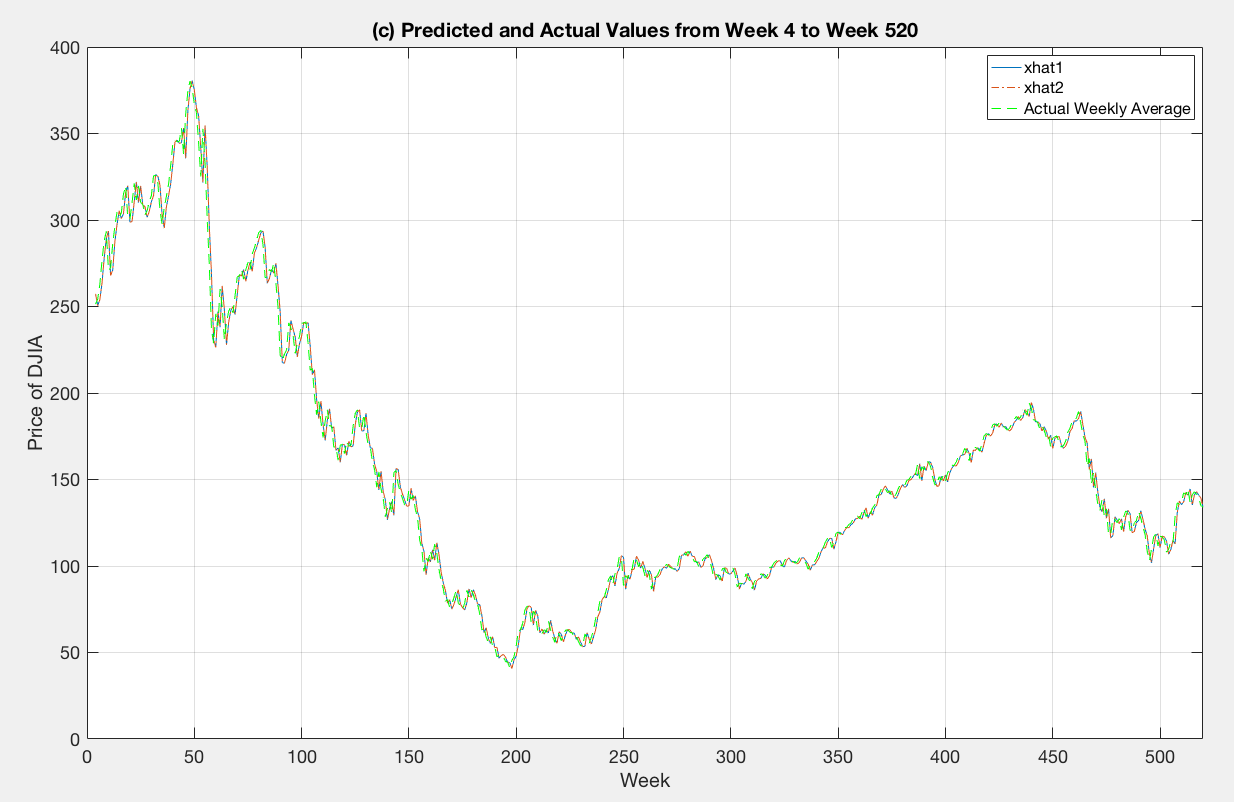 (c) Predicted and Actual Values from Week 4 to Week 520
400
350
300
250
200
150
100
50
0
Price of DJIA
xhat1
xhat2
Actual Weekly Average
0 50 100 150 200 250 300 350 400 450 500
Week